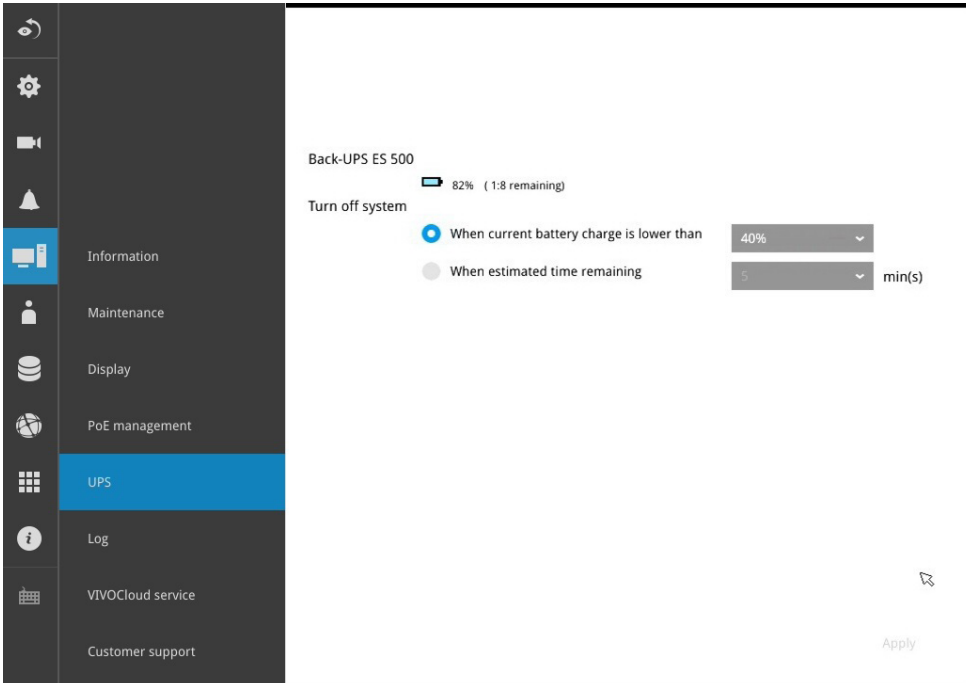 Back-UPS ES 500
82% ( 1:8 remaining)
Turn off system
When current battery charge is lower than 40%
When estimated time remaining 5 min(s)
Information
Maintenance
Display
PoE management
UPS
Log
VIVOCloud service
Customer support
Apply